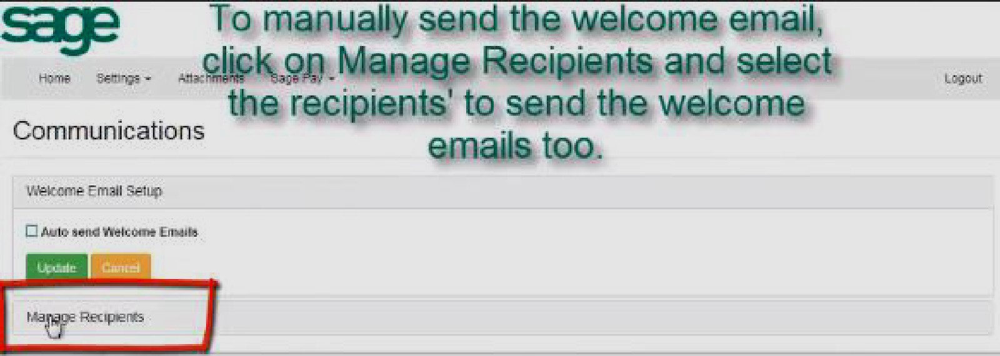 sage
To manually send the welcome email,
click on Manage Recipients and select
the recipients' to send the welcome
emails too.
Home Settings Attachments Sage Pay Logout
Communications
Welcome Email Setup
Auto send Welcome Emails
Update Cancel
Manage Recipients